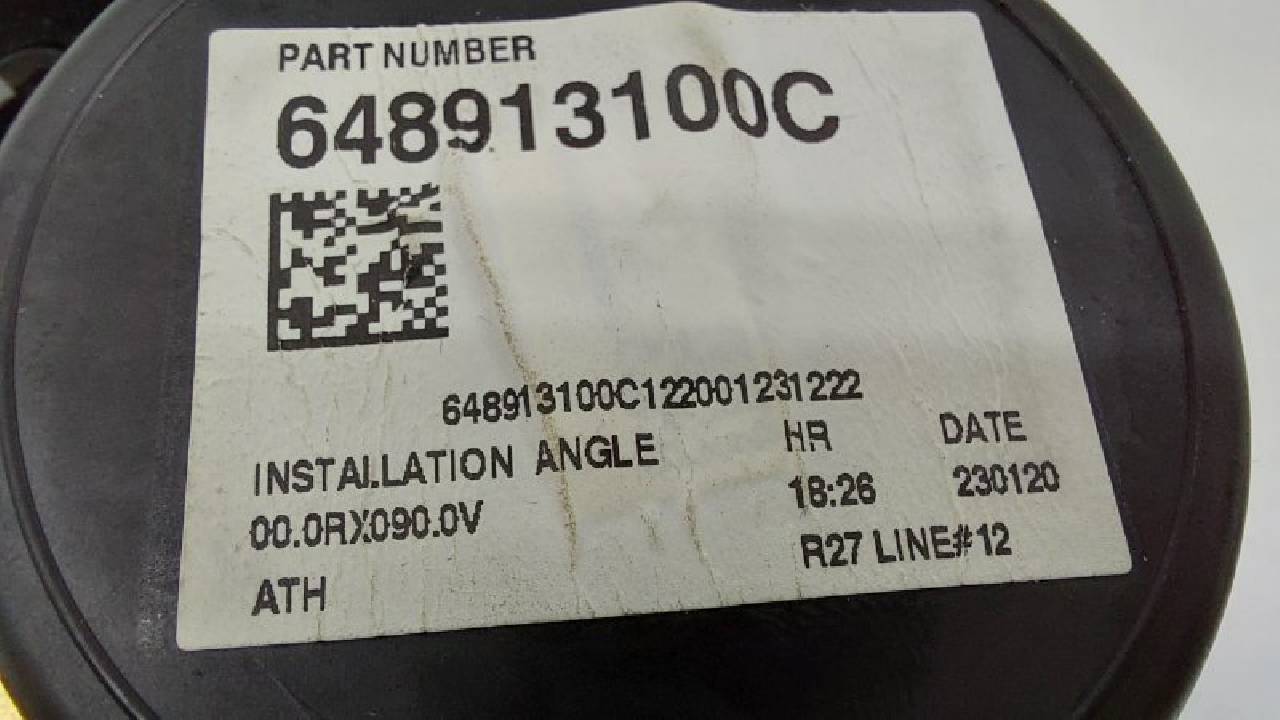 PART NUMBER
648913100C
648913100C122001231222
INSTALLATION ANGLE HR DATE
00.0RX090.0V 18:26 230120
ATH R27 LINE#12